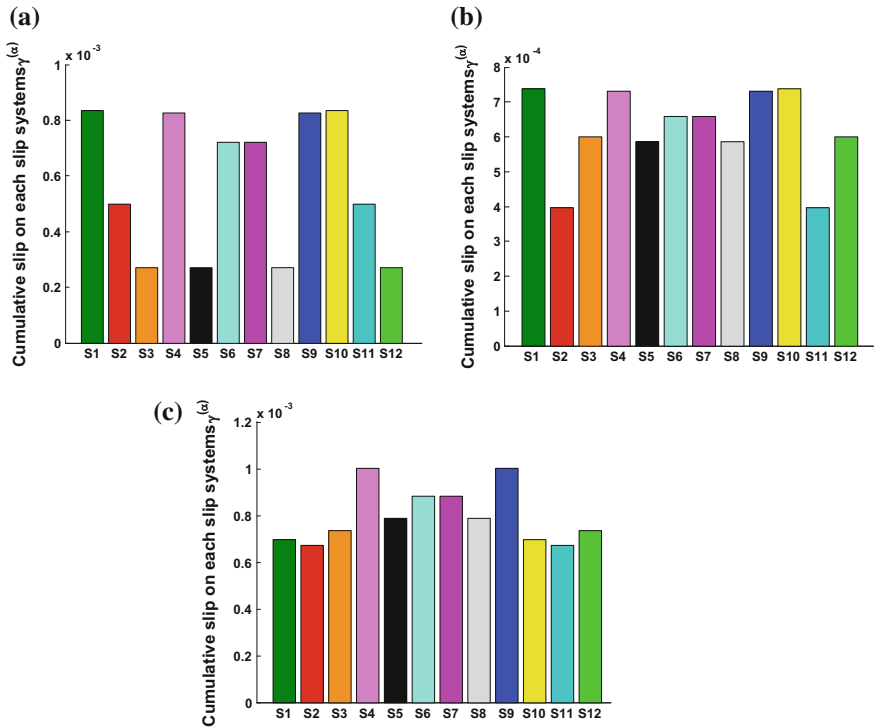 (a)
x 10 -3
Cumulative slip on each slip systems γ(α)
1
0.8
0.6
0.4
0.2
0
S1 S2 S3 S4 S5 S6 S7 S8 S9 S10 S11 S12
(b)
x 10 -4
Cumulative slip on each slip systems γ(α)
8
7
6
5
4
3
2
1
0
S1 S2 S3 S4 S5 S6 S7 S8 S9 S10 S11 S12
(c)
x 10 -3
Cumulative slip on each slip systems γ(α)
1.2
1
0.8
0.6
0.4
0.2
0
S1 S2 S3 S4 S5 S6 S7 S8 S9 S10 S11 S12